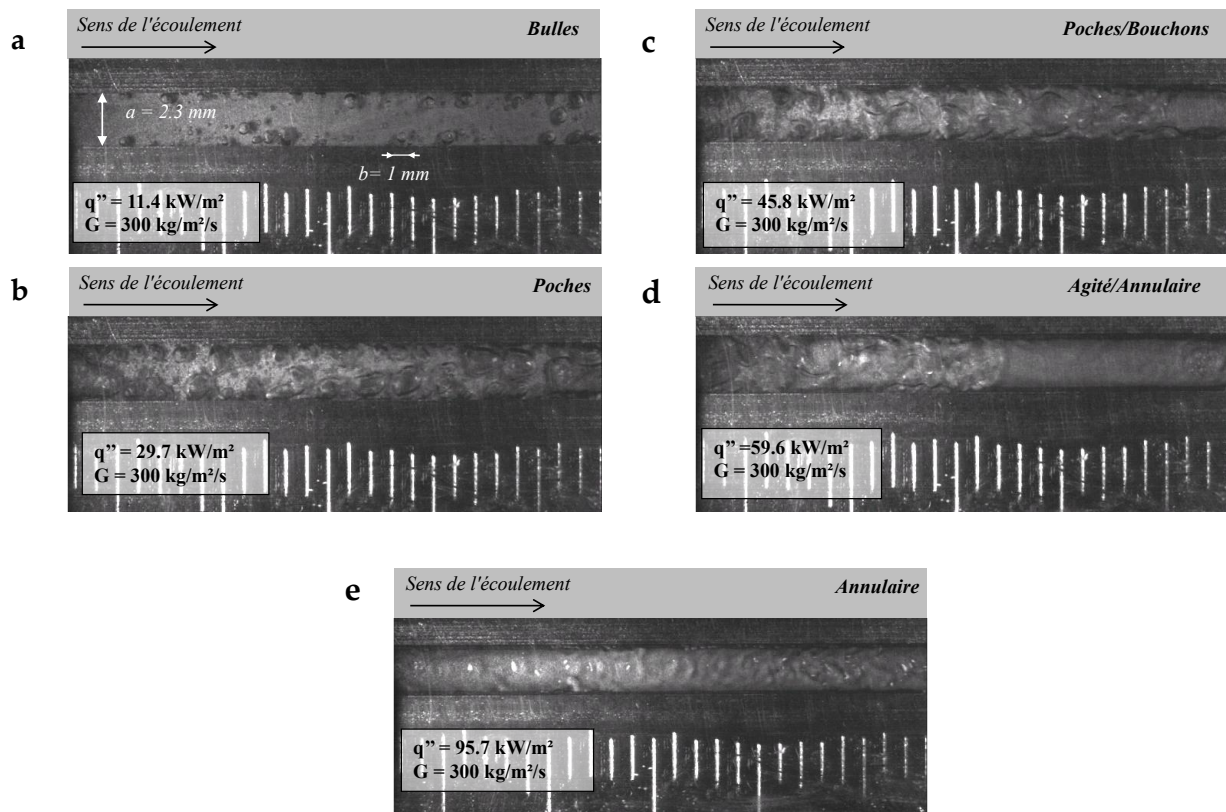 a
Sens de l'écoulement
Bulles
a = 2.3 mm
b= 1 mm
q’’ = 11.4 kW/m²
G = 300 kg/m²/s
b
Sens de l'écoulement
Poches
q’’ = 29.7 kW/m²
G = 300 kg/m²/s
c
Sens de l'écoulement
Poches/Bouchons
q’’ = 45.8 kW/m²
G = 300 kg/m²/s
d
Sens de l'écoulement
Agité/Annulaire
q’’ =59.6 kW/m²
G = 300 kg/m²/s
e
Sens de l'écoulement
Annulaire
q’’ = 95.7 kW/m²
G = 300 kg/m²/s